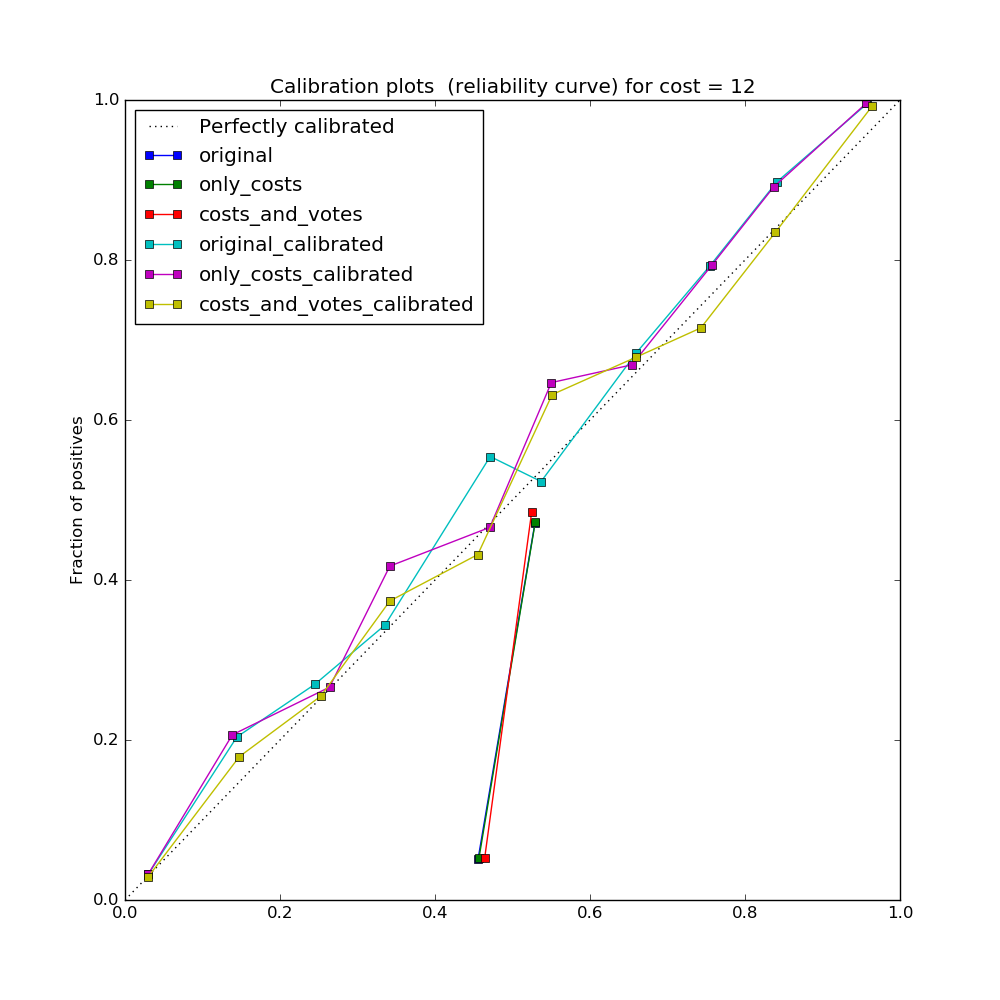 Calibration plots  (reliability curve) for cost = 12
1.0
0.8
0.6
0.4
0.2
0.0
Fraction of positives
Perfectly calibrated
original
only_costs
costs_and_votes
original_calibrated
only_costs_calibrated
costs_and_votes_calibrated
0.0 0.2 0.4 0.6 0.8 1.0